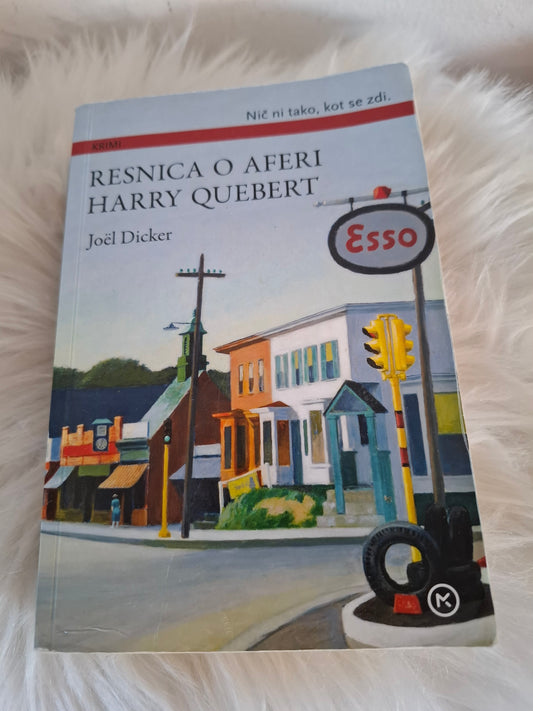 Nič ni tako, kot se zdi.
KRIMI
RESNICA O AFERI
HARRY QUEBERT
Joël Dicker
Esso